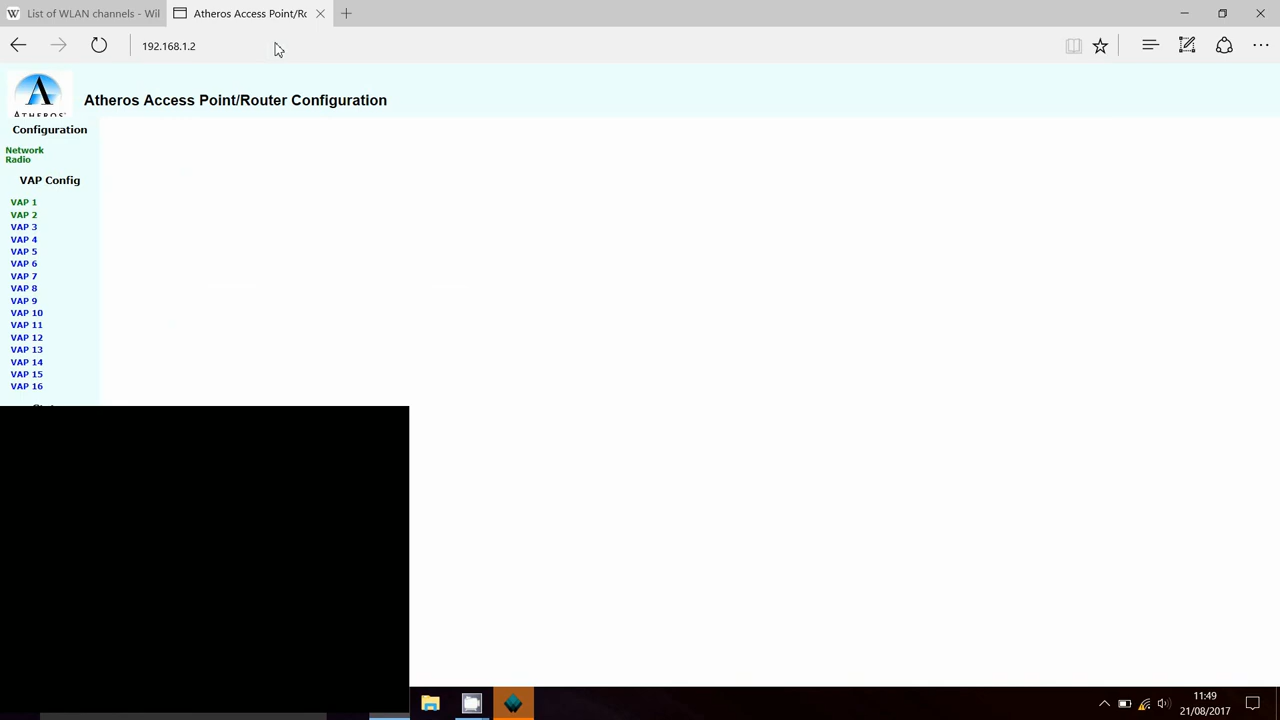 List of WLAN channels - Wil
Atheros Access Point/Ro
192.168.1.2
ATHEROS
Atheros Access Point/Router Configuration
Configuration
Network
Radio
VAP Config
VAP 1
VAP 2
VAP 3
VAP 4
VAP 5
VAP 6
VAP 7
VAP 8
VAP 9
VAP 10
VAP 11
VAP 12
VAP 13
VAP 14
VAP 15
VAP 16
11:49
21/08/2017